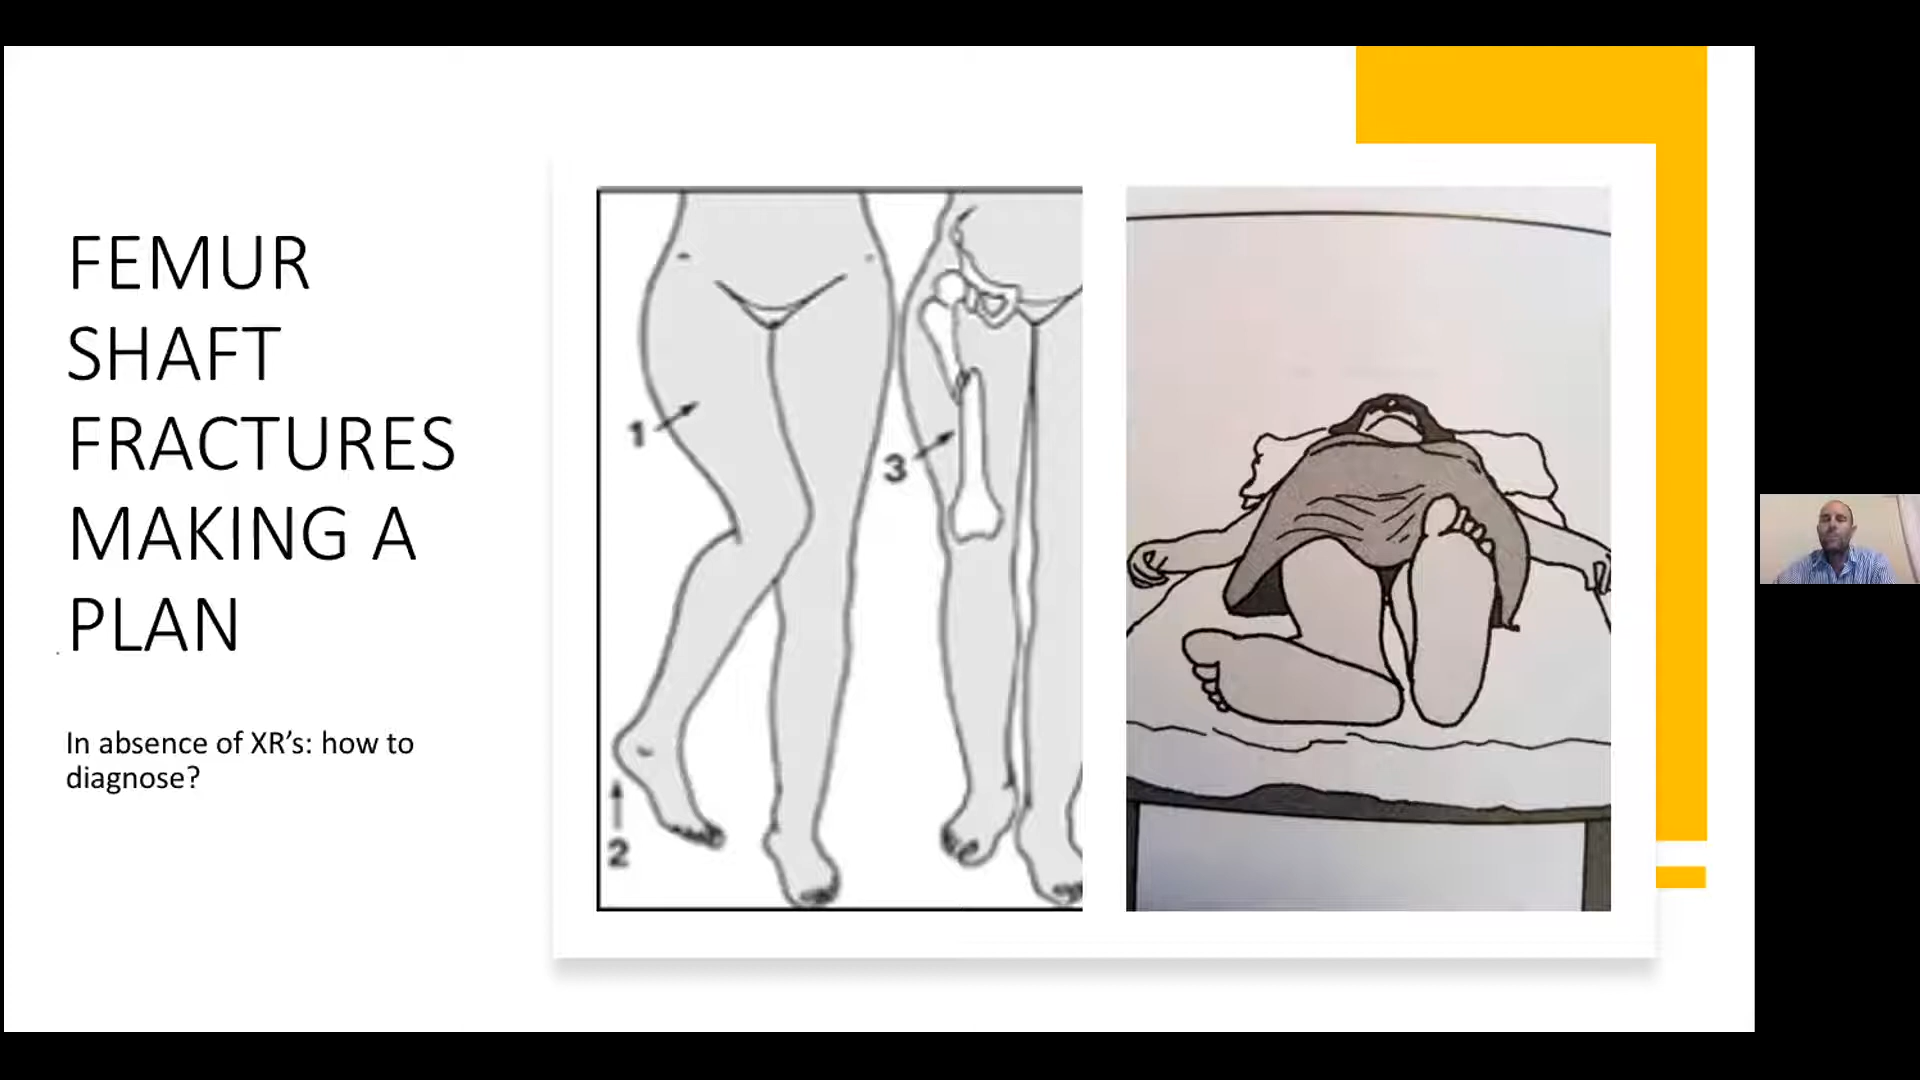 FEMUR
SHAFT
FRACTURES
MAKING A
PLAN
In absence of XR’s: how to
diagnose?
1
2
3